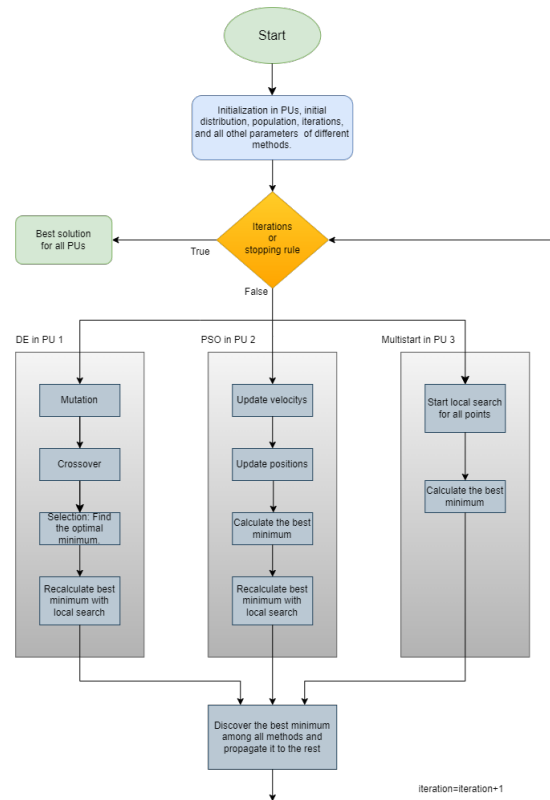 Start
Initialization in PUs, initial
distribution, population, iterations,
and all othel parameters of different
methods.
Iterations
or
stopping rule
Best solution
for all PUs
True
False
DE in PU 1
PSO in PU 2
Multistart in PU 3
Mutation
Crossover
Selection: Find
the optimal
minimum.
Recalculate best
minimum with
local search
Update velocitys
Update positions
Calculate the best
minimum
Recalculate best
minimum with
local search
Start local search
for all points
Calculate the best
minimum
Discover the best minimum
among all methods and
propagate it to the rest
iteration=iteration+1